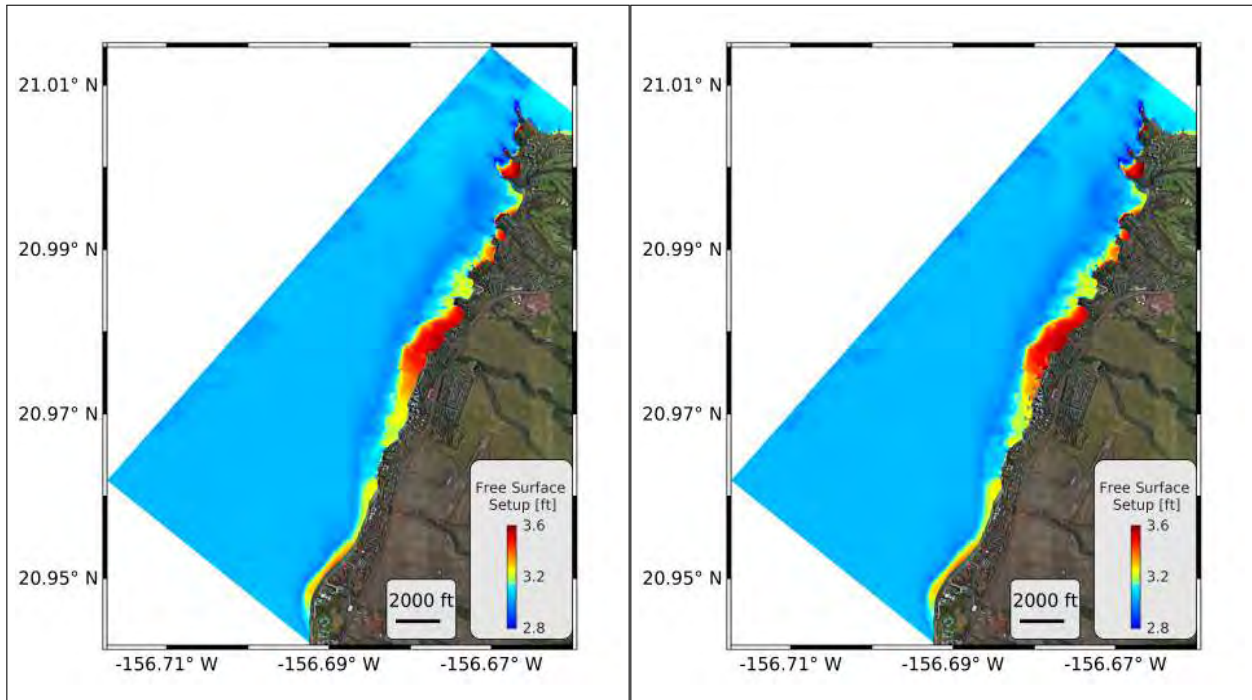 21.01° N
20.99° N
20.97° N
20.95° N
Free Surface
Setup [ft]
3.6
3.2
2.8
2000 ft
-156.71° W
-156.69° W
-156.67° W
21.01° N
20.99° N
20.97° N
20.95° N
Free Surface
Setup [ft]
3.6
3.2
2.8
2000 ft
-156.71° W
-156.69° W
-156.67° W